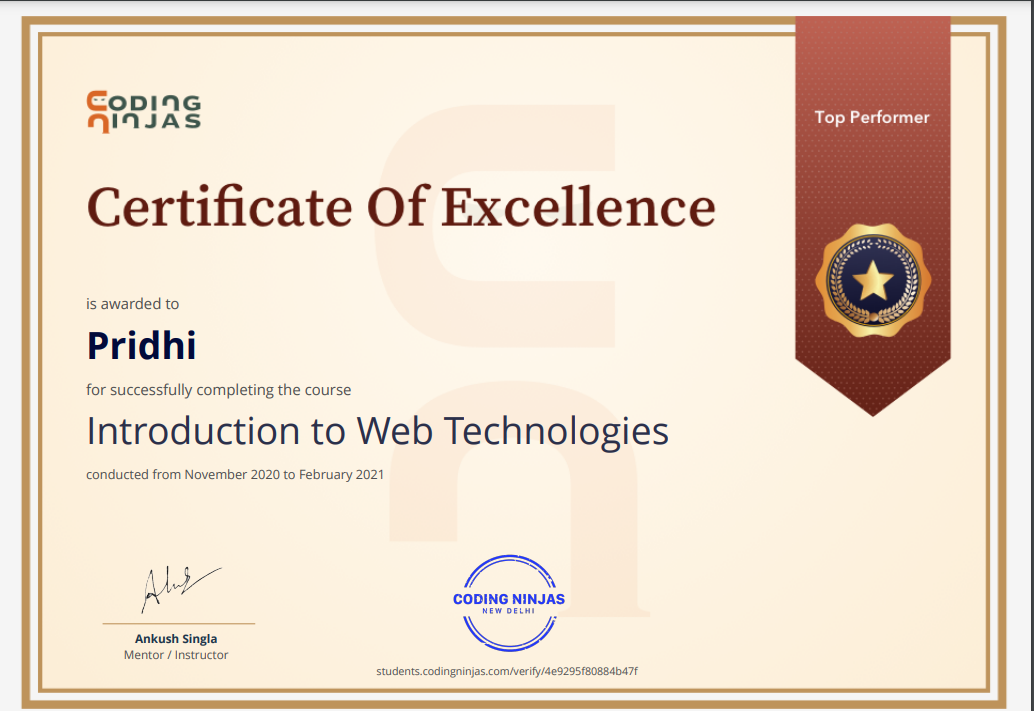 CODING
NINJAS
Top Performer
Certificate Of Excellence
is awarded to
Pridhi
for successfully completing the course
Introduction to Web Technologies
conducted from November 2020 to February 2021
CODING NINJAS
NEW DELHI
Ankush Singla
Mentor / Instructor
students.codingninjas.com/verify/4e9295f80884b47f